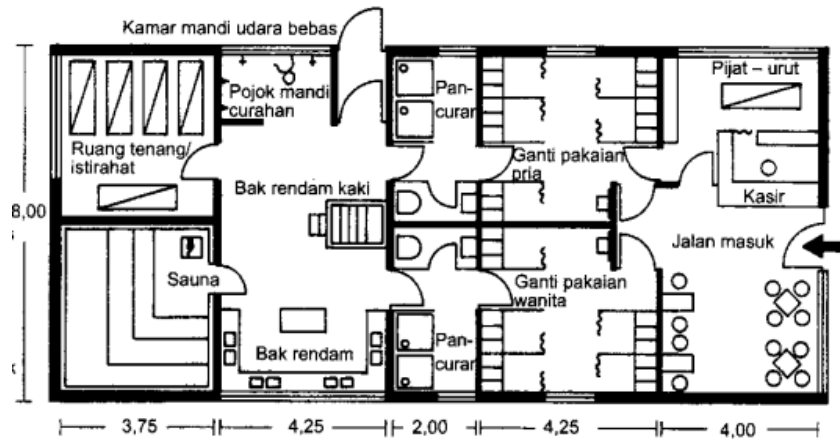 Kamar mandi udara bebas
Pojok mandi
curahan
Pan-
curar
Pijat – urut
Ruang tenang/
istirahat
Ganti pakaian
pria
Bak rendam kaki
Kasir
8,00
Jalan masuk
Sauna
Ganti pakaian
wanita
Bak rendam
Pan-
curar
3,75
4,25
2,00
4,25
4,00